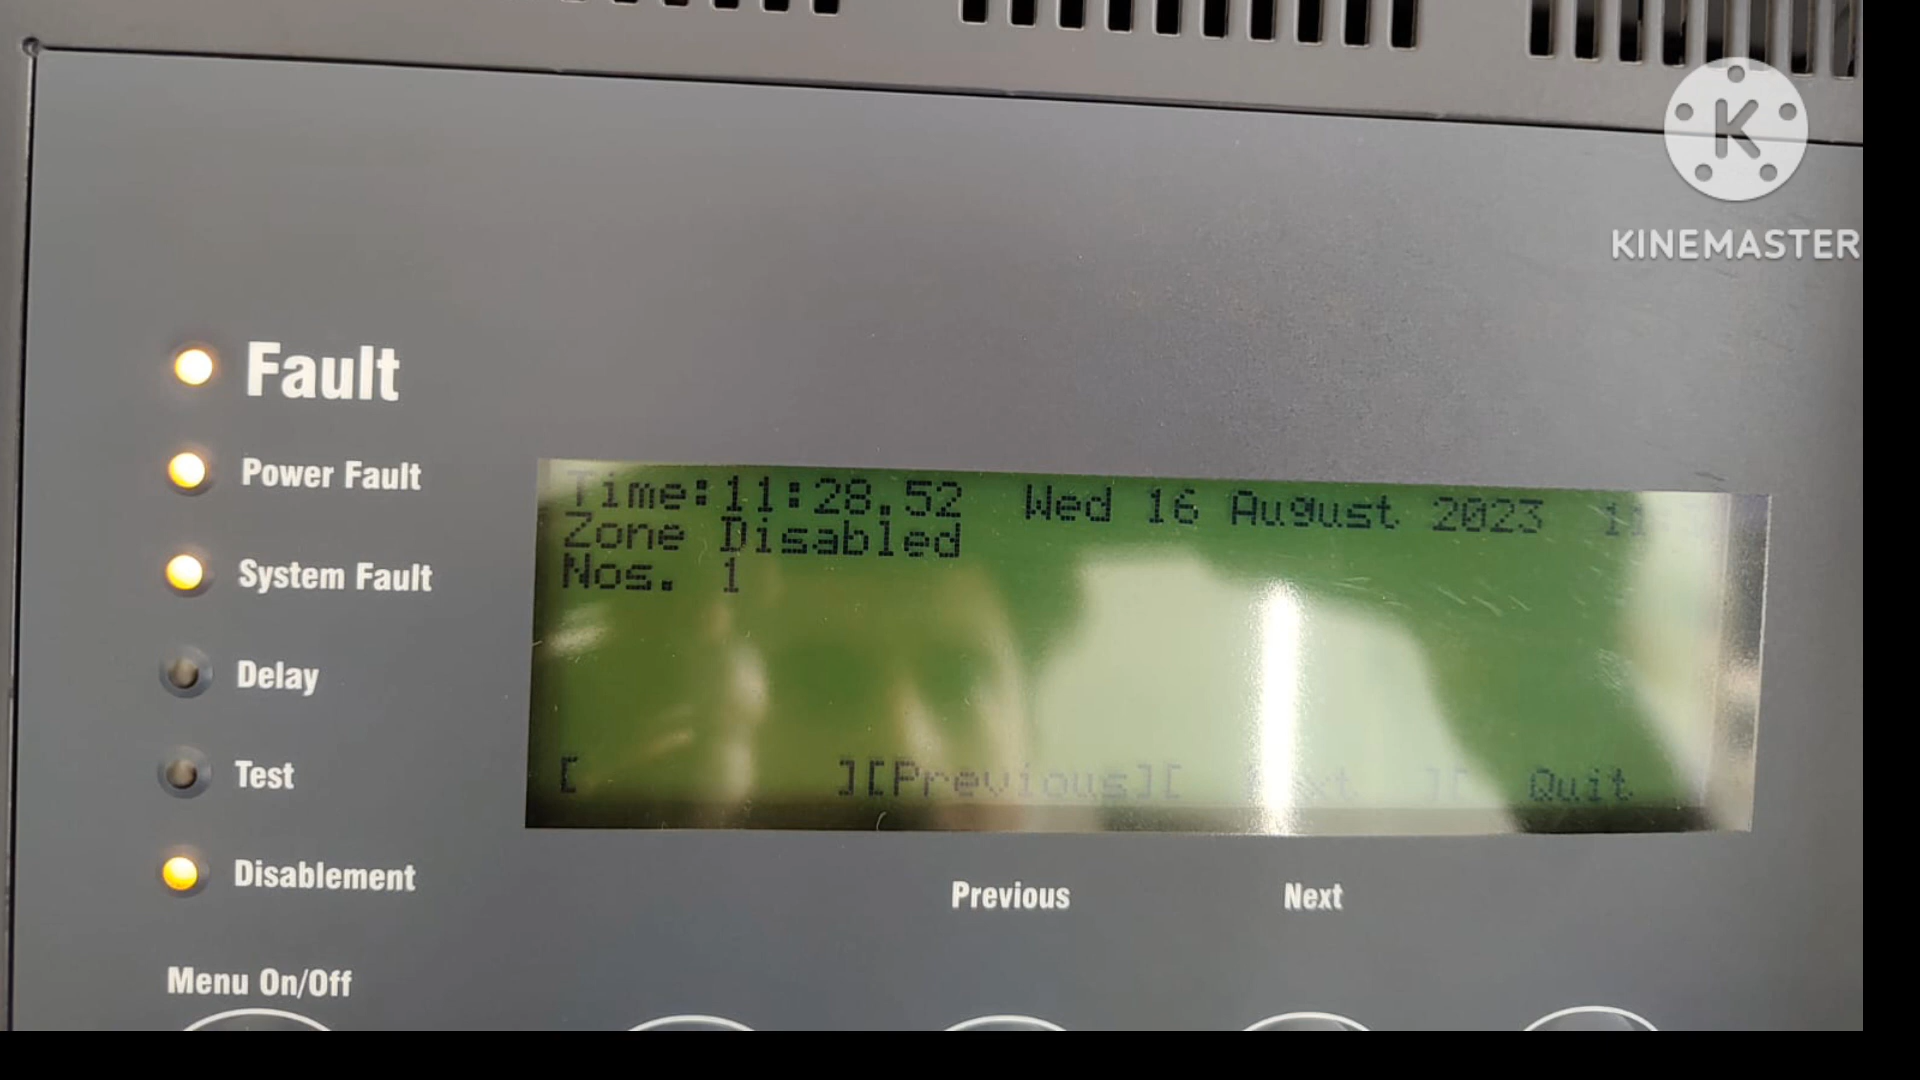 K
KINEMASTER
Fault
Power Fault
System Fault
Delay
Test
Disablement
Menu On/Off
Time:11:28.52 Wed 16 August 2023 11
Zone Disabled
Nos. 1
[ ][Previous][ ][ Quit
Previous
Next